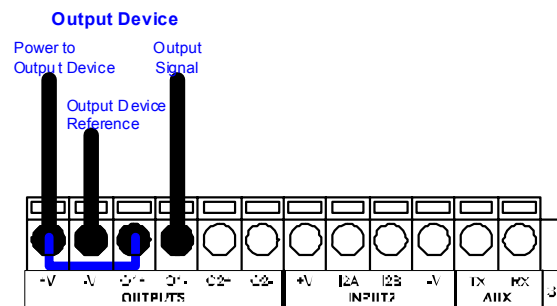 Output Device
Power to
Output Device
Output
Signal
Output Device
Reference
+V -V O1+ O1- O2+ O2- +V I2A I2B -V TX RX
OUTPUTS INPUT2 AUX